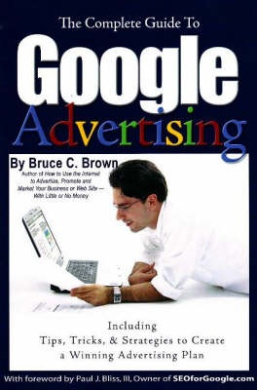 The Complete Guide To
Google
Advertising
By Bruce C. Brown
Author of How to Use the Internet
to Advertise, Promote and
Market Your Business or Web Site —
With Little or No Money
Including
Tips, Tricks, & Strategies to Create
a Winning Advertising Plan
With foreword by Paul J. Bliss, III, Owner of SEOforGoogle.com